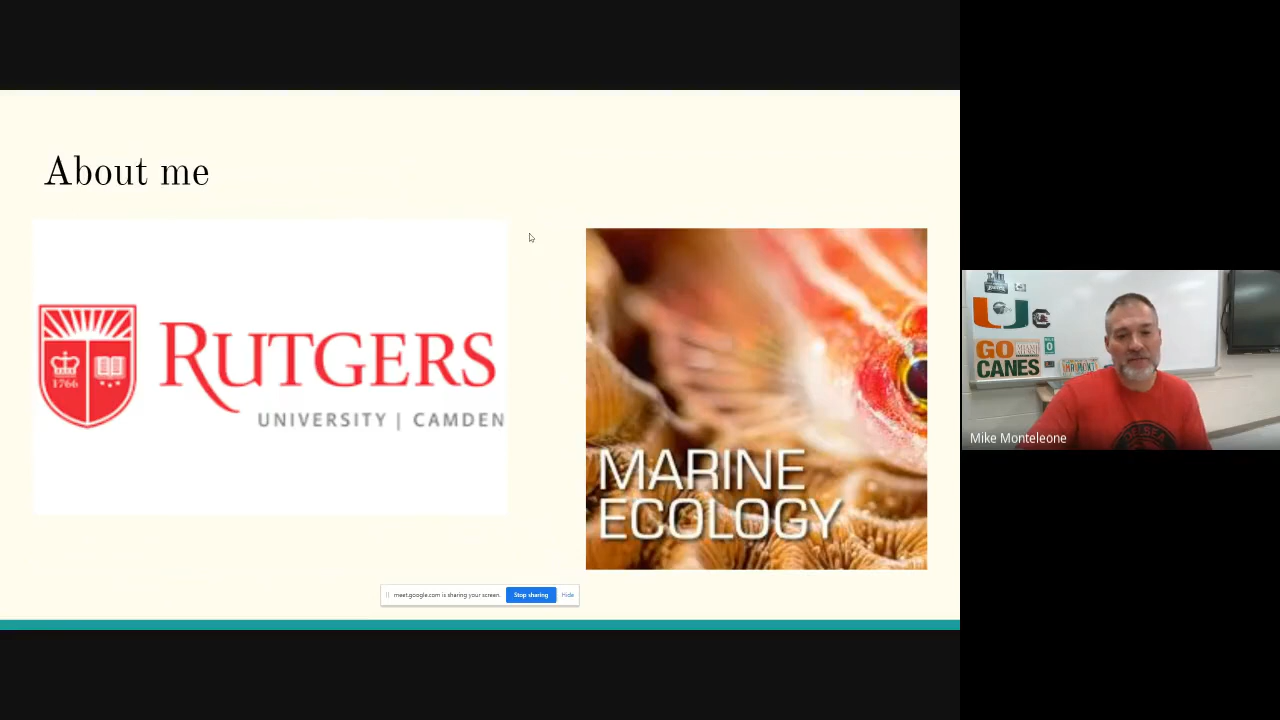 About me
1766
RUTGERS
UNIVERSITY | CAMDEN
MARINE
ECOLOGY
meet.google.com is sharing your screen.
Stop sharing
Hide
U
C
GO
CANES
MIAMI
Mike Monteleone